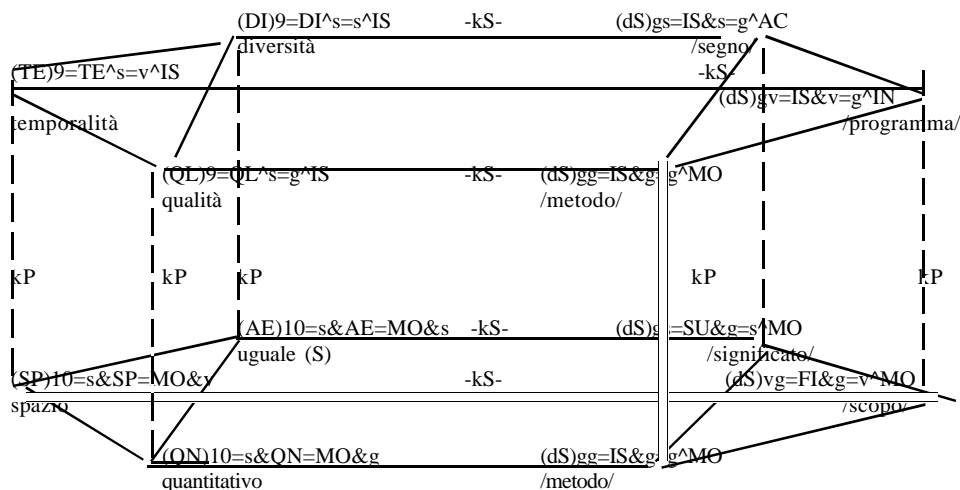 (DI)9=DI^s=s^IS -kS- (dS)gs=IS&s=g^AC
diversità /segno/
(TE)9=TE^s=v^IS -kS-
(dS)gv=IS&v=g^IN
temporalità /programma/
(QL)9=QL^s=g^IS -kS- (dS)gg=IS&g=g^MO
qualità /metodo/
kP kP kP kP kP
(AE)10=s&AE=MO&s -kS- (dS)gs=SU&g=s^MO
uguale (S) /significato/
(SP)10=s&SP=MO&v -kS- (dS)vg=FI&g=v^MO
spazio /scopo/
(QN)10=s&QN=MO&g (dS)gg=IS&g=g^MO
quantitativo /metodo/